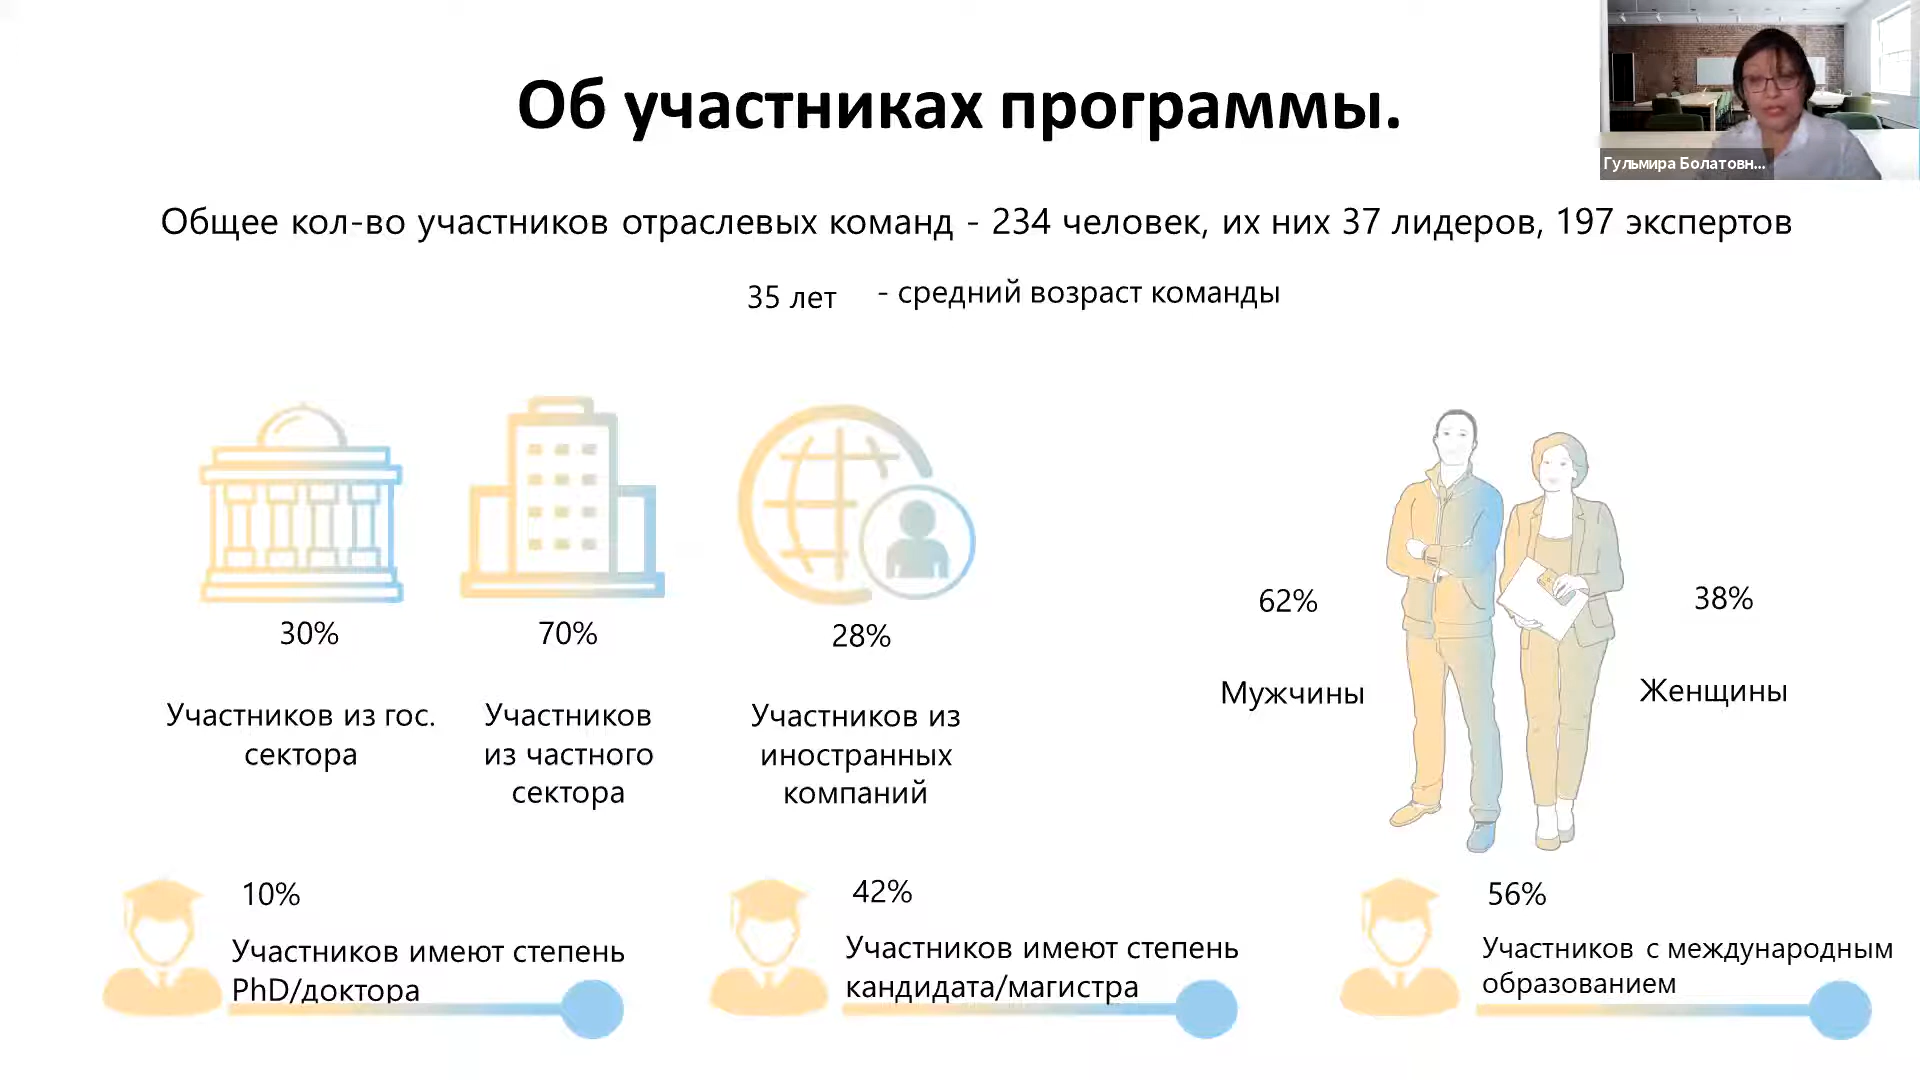 Об участниках программы.
Гульмира Болатовн...
Общее кол-во участников отраслевых команд - 234 человек, их них 37 лидеров, 197 экспертов
35 лет - средний возраст команды
30%
Участников из гос.
сектора
70%
Участников
из частного
сектора
28%
Участников из
иностранных
компаний
62%
Мужчины
38%
Женщины
10%
Участников имеют степень
PhD/доктора
42%
Участников имеют степень
кандидата/магистра
56%
Участников с международным
образованием